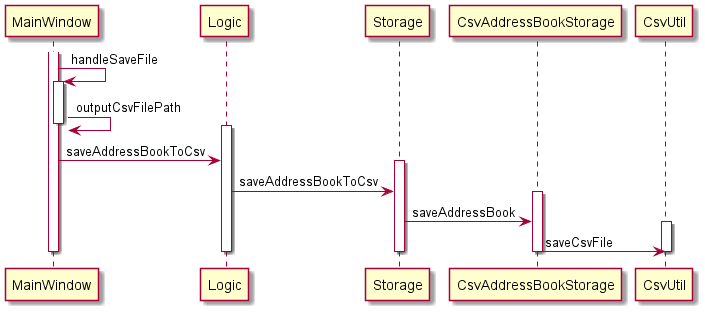 MainWindow
Logic
Storage
CsvAddressBookStorage
CsvUtil
handleSaveFile
outputCsvFilePath
saveAddressBookToCsv
saveAddressBookToCsv
saveAddressBook
saveCsvFile
MainWindow
Logic
Storage
CsvAddressBookStorage
CsvUtil